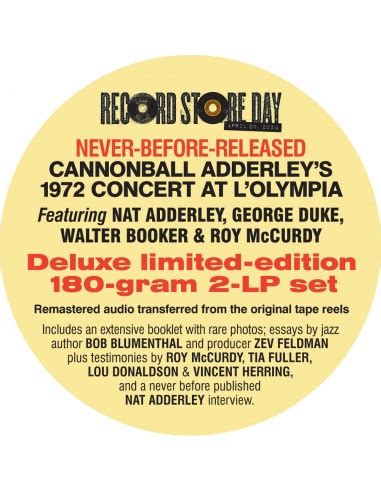 RECORD STORE DAY
APRIL 20, 2024
NEVER-BEFORE-RELEASED
CANNONBALL ADDERLEY'S
1972 CONCERT AT L'OLYMPIA
Featuring NAT ADDERLEY, GEORGE DUKE,
WALTER BOOKER & ROY McCURDY
Deluxe limited-edition
180-gram 2-LP set
Remastered audio transferred from the original tape reels
Includes an extensive booklet with rare photos; essays by jazz
author BOB BLUMENTHAL and producer ZEV FELDMAN
plus testimonies by ROY McCURDY, TIA FULLER,
LOU DONALDSON & VINCENT HERRING,
and a never before published
NAT ADDERLEY interview.